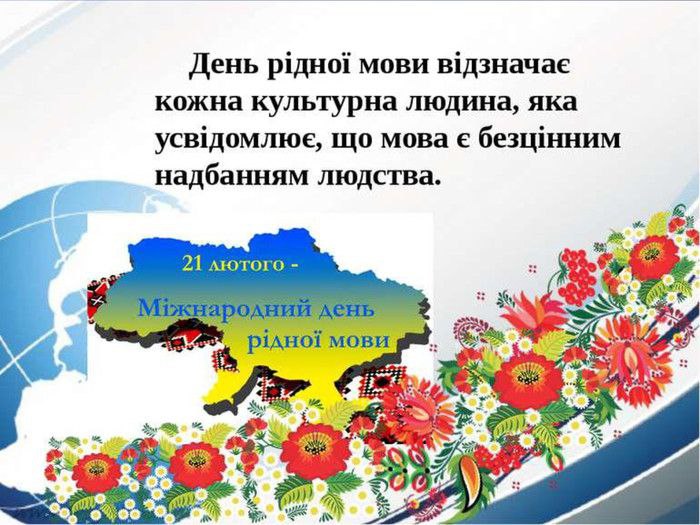 День рідної мови відзначає
кожна культурна людина, яка
усвідомлює, що мова є безцінним
надбанням людства.
21 лютого -
Міжнародний день
рідної мови